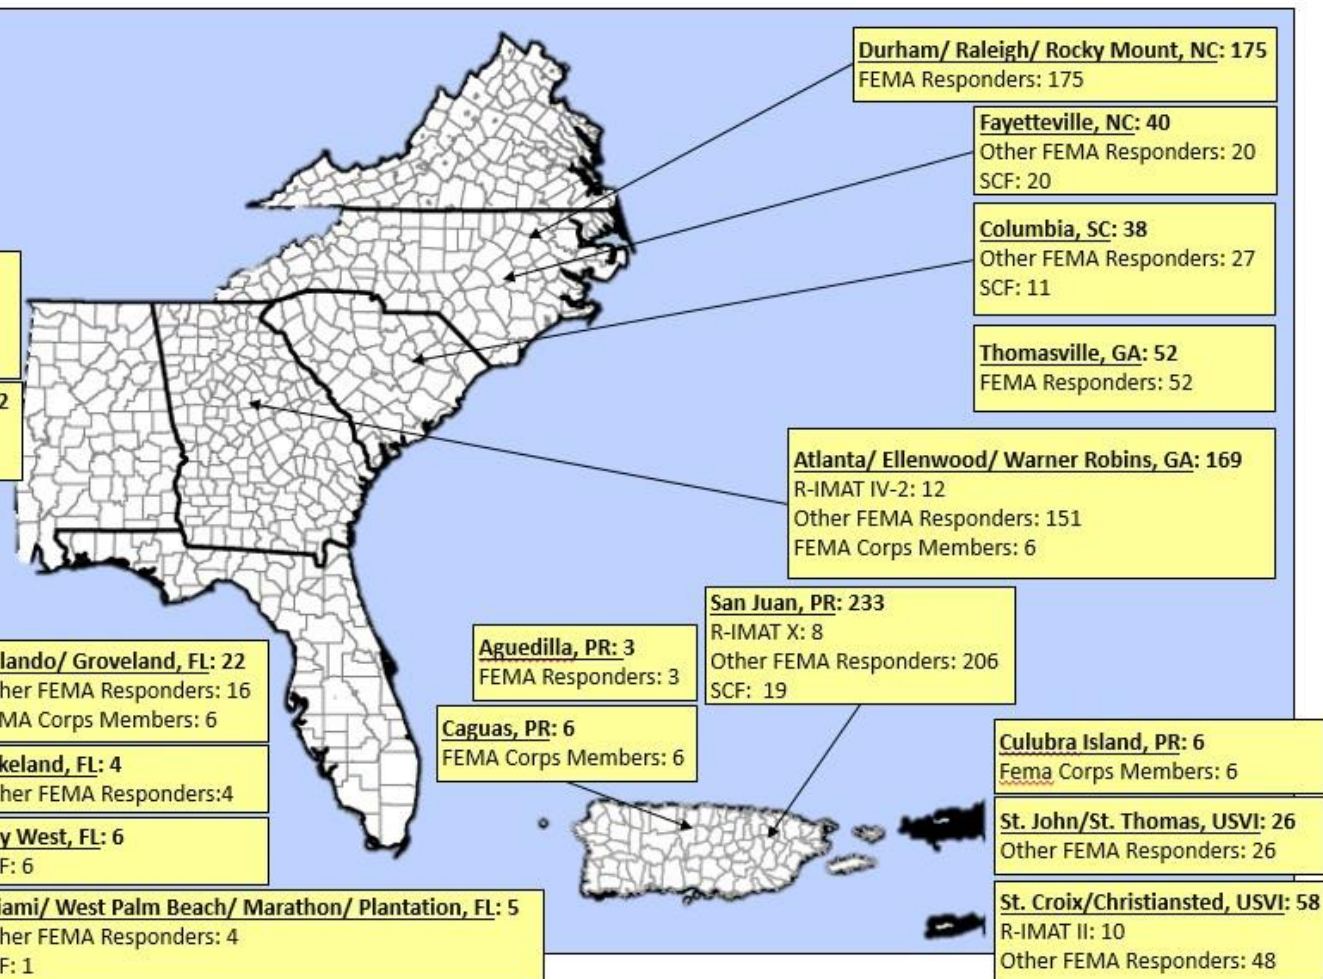 Durham/ Raleigh/ Rocky Mount, NC: 175
FEMA Responders: 175
Fayetteville, NC: 40
Other FEMA Responders: 20
SCF: 20
Columbia, SC: 38
Other FEMA Responders: 27
SCF: 11
Thomasville, GA: 52
FEMA Responders: 52
2
Atlanta/ Ellenwood/ Warner Robins, GA: 169
R-IMAT IV-2: 12
Other FEMA Responders: 151
FEMA Corps Members: 6
San Juan, PR: 233
R-IMAT X: 8
Other FEMA Responders: 206
SCF: 19
Aguedilla, PR: 3
FEMA Responders: 3
Caguas, PR: 6
FEMA Corps Members: 6
lando/ Groveland, FL: 22
her FEMA Responders: 16
MA Corps Members: 6
keland, FL: 4
her FEMA Responders:4
y West, FL: 6
F: 6
iami/ West Palm Beach/ Marathon/ Plantation, FL: 5
her FEMA Responders: 4
F: 1
Culubra Island, PR: 6
Fema Corps Members: 6
St. John/St. Thomas, USVI: 26
Other FEMA Responders: 26
St. Croix/Christiansted, USVI: 58
R-IMAT II: 10
Other FEMA Responders: 48